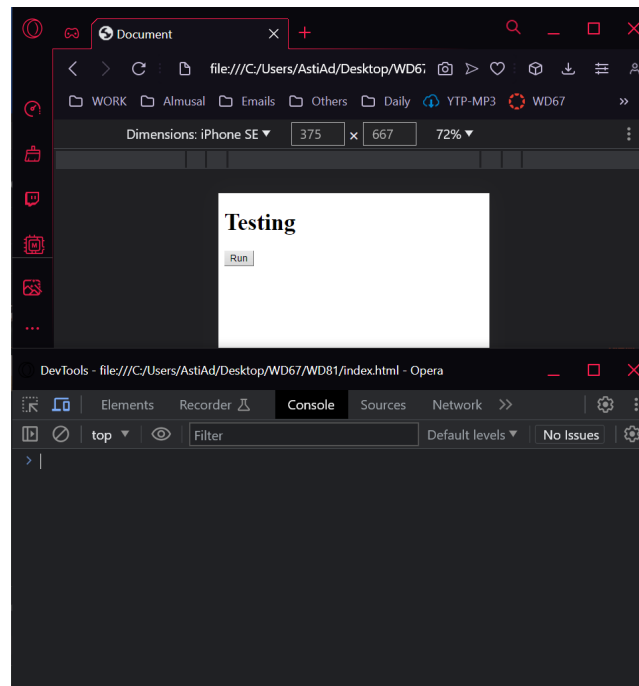 Document
file:///C:/Users/AstiAd/Desktop/WD67
WORK Almusal Emails Others Daily YTP-MP3 WD67 »
Dimensions: iPhone SE 375 x 667 72%
Testing
Run
DevTools - file:///C:/Users/AstiAd/Desktop/WD67/WD81/index.html - Opera
Elements Recorder Console Sources Network
top Filter Default levels No Issues